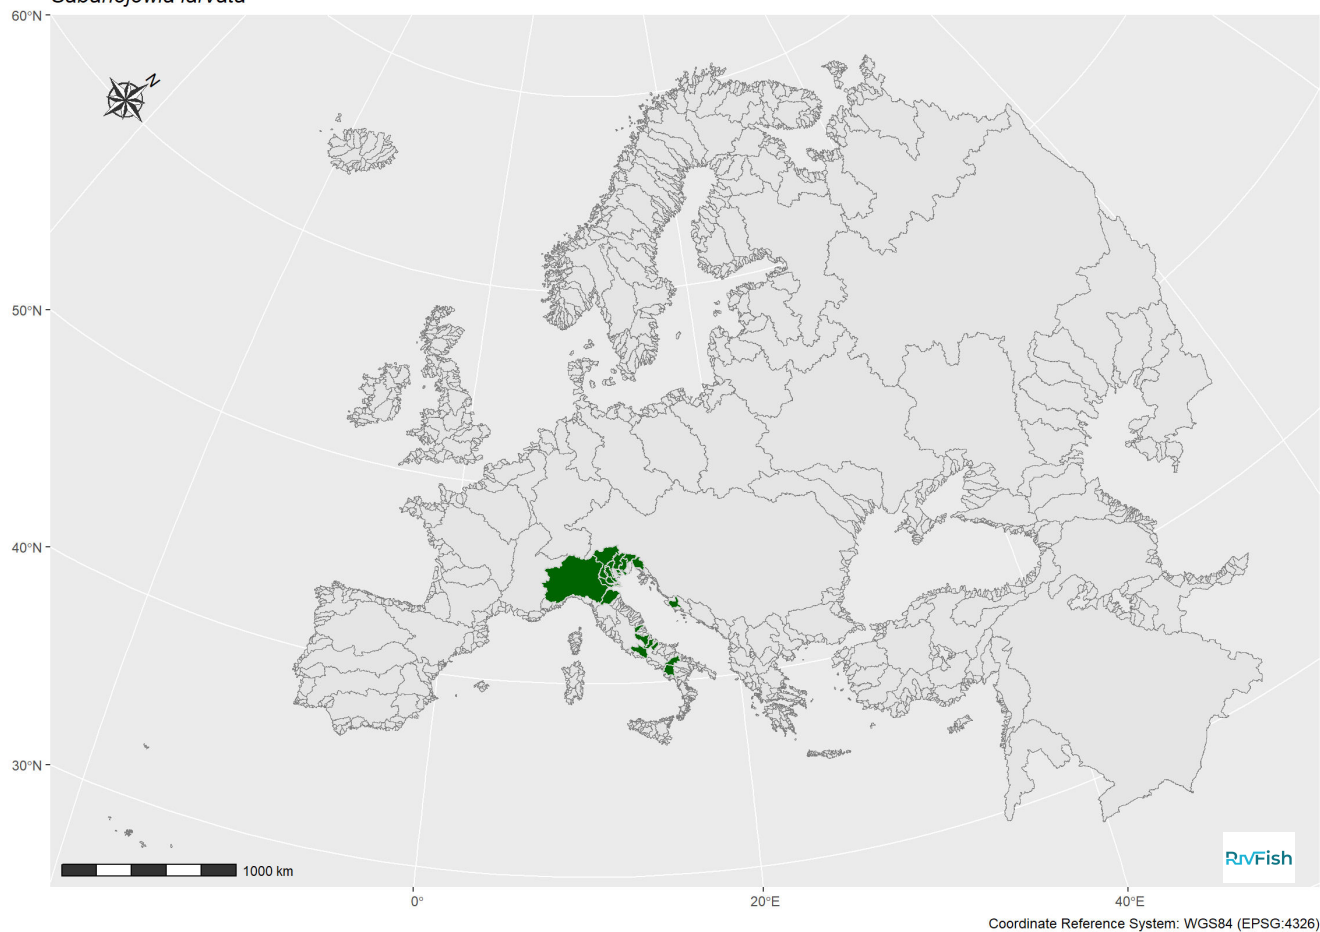 Sabanejewia larvata
60°N
N
50°N
40°N
30°N
1000 km
RIVFish
0°
20°E
40°E
Coordinate Reference System: WGS84 (EPSG:4326)